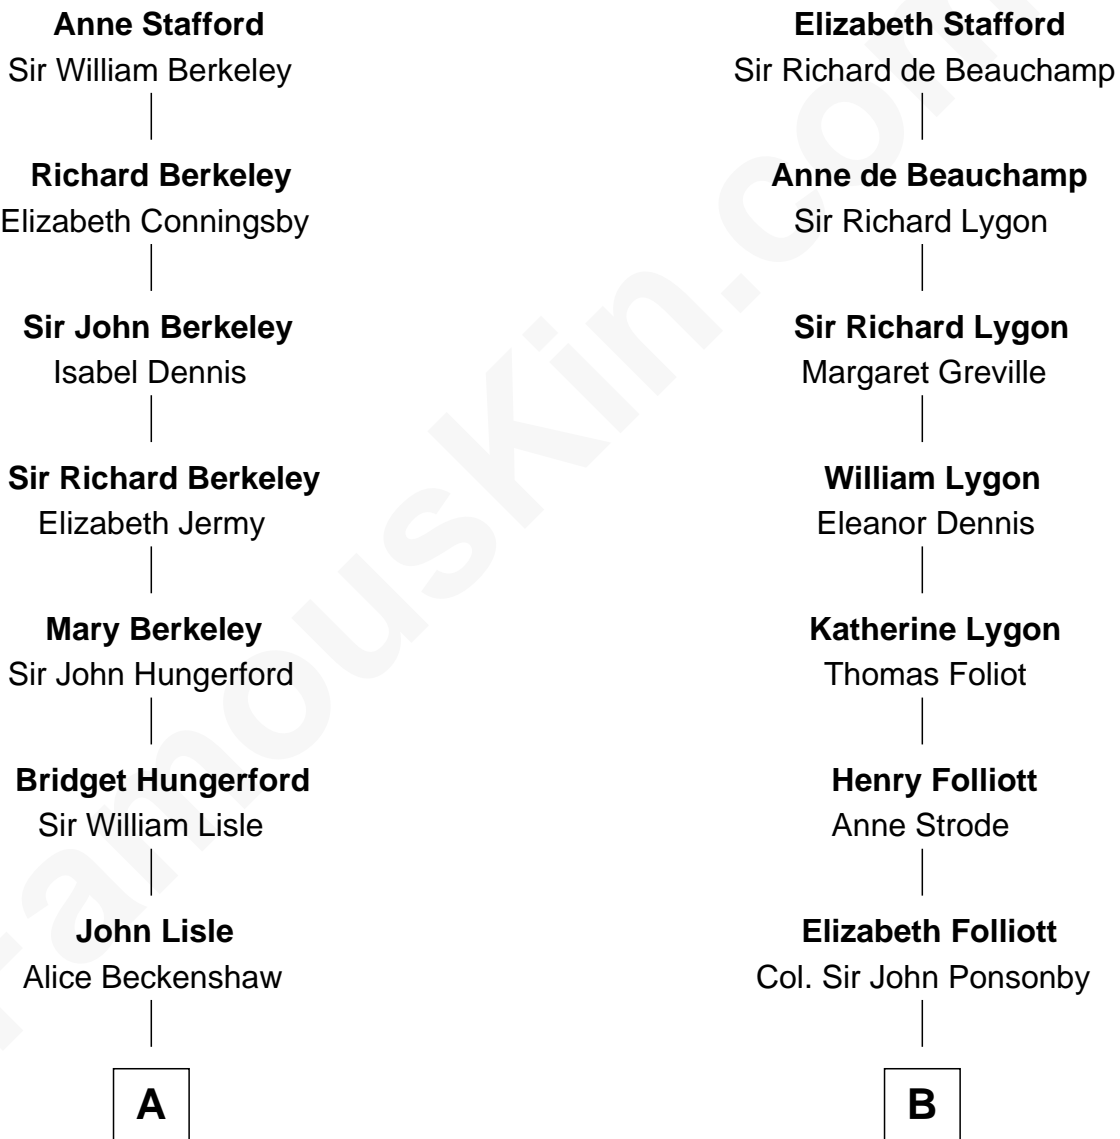 Anne Stafford
Sir William Berkeley
Richard Berkeley
Elizabeth Conningsby
Sir John Berkeley
Isabel Dennis
Sir Richard Berkeley
Elizabeth Jermy
Mary Berkeley
Sir John Hungerford
Bridget Hungerford
Sir William Lisle
John Lisle
Alice Beckenshaw
A
Elizabeth Stafford
Sir Richard de Beauchamp
Anne de Beauchamp
Sir Richard Lygon
Sir Richard Lygon
Margaret Greville
William Lygon
Eleanor Dennis
Katherine Lygon
Thomas Foliot
Henry Folliott
Anne Strode
Elizabeth Folliott
Col. Sir John Ponsonby
B
FamousKin.com